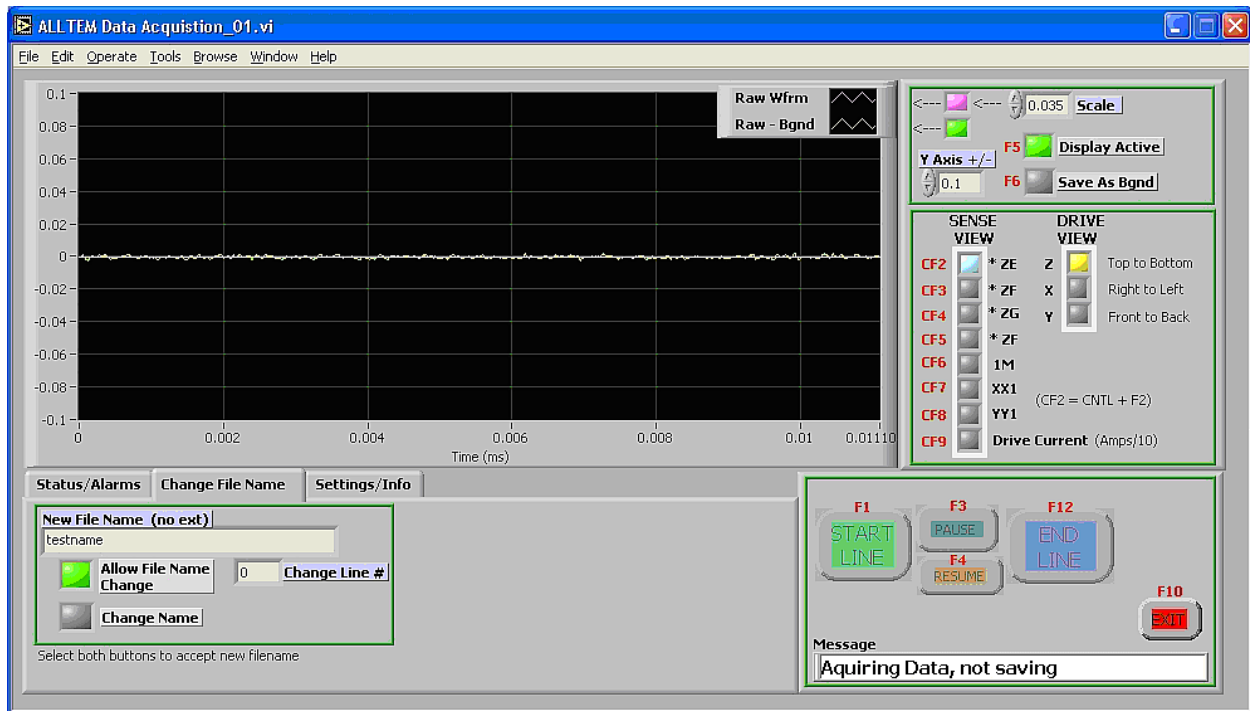 ALLTEM Data Acquistion_01.vi
File Edit Operate Tools Browse Window Help
Raw Wfrm
Raw - Bgnd
0.1
0.08
0.06
0.04
0.02
0
-0.02
-0.04
-0.06
-0.08
-0.1
0 0.002 0.004 0.006 0.008 0.01 0.01110
Time (ms)
<--- <--- 0.035 Scale
<---
F5 Display Active
Y Axis +/-
0.1 F6 Save As Bgnd
SENSE VIEW DRIVE VIEW
CF2 * ZE Z Top to Bottom
CF3 * ZF X Right to Left
CF4 * ZG Y Front to Back
CF5 * ZF
CF6 1M
CF7 XX1
(CF2 = CNTL + F2)
CF8 YY1
CF9 Drive Current (Amps/10)
Status/Alarms Change File Name Settings/Info
New File Name (no ext)
testname
Allow File Name Change
0 Change Line #
Change Name
Select both buttons to accept new filename
F1 START LINE
F3 PAUSE
F4 RESUME
F12 END LINE
F10 EXIT
Message
Aquiring Data, not saving